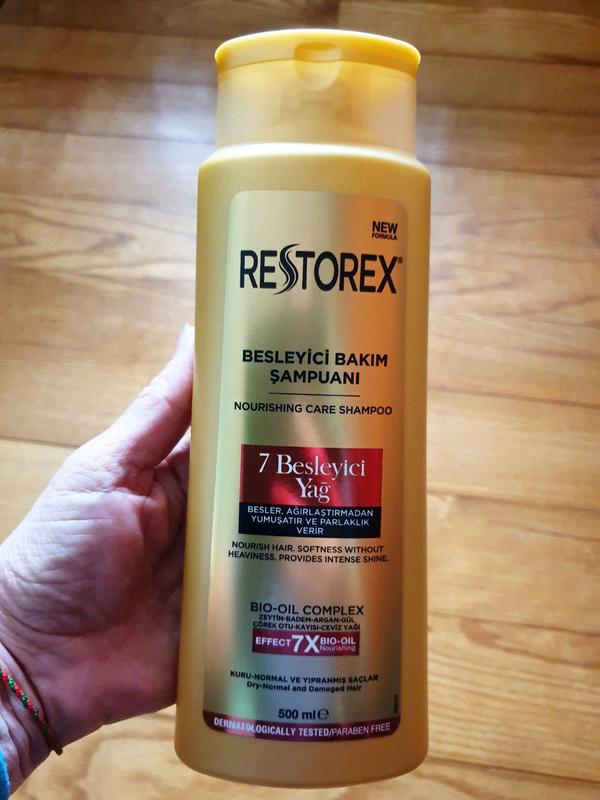 NEW
FORMULA
RESTOREX®
BESLEYİCİ BAKIM
ŞAMPUANI
NOURISHING CARE SHAMPOO
7 Besleyici
Yağ
BESLER, AĞIRLAŞTIRMADAN
YUMUŞATIR VE PARLAKLIK
VERİR
NOURISH HAIR. SOFTNESS WITHOUT
HEAVINESS. PROVIDES INTENSE SHINE.
BIO-OIL COMPLEX
ZEYTİN-BADEM-ARGAN-GÜL
ÇÖREK OTU-KAYISI-CEVİZ YAĞI
EFFECT 7X BIO-OIL
Nourishing
KURU-NORMAL VE YIPRANMIŞ SAÇLAR
Dry-Normal and Damaged Hair
500 ml ℮
DERMATOLOGICALLY TESTED/PARABEN FREE